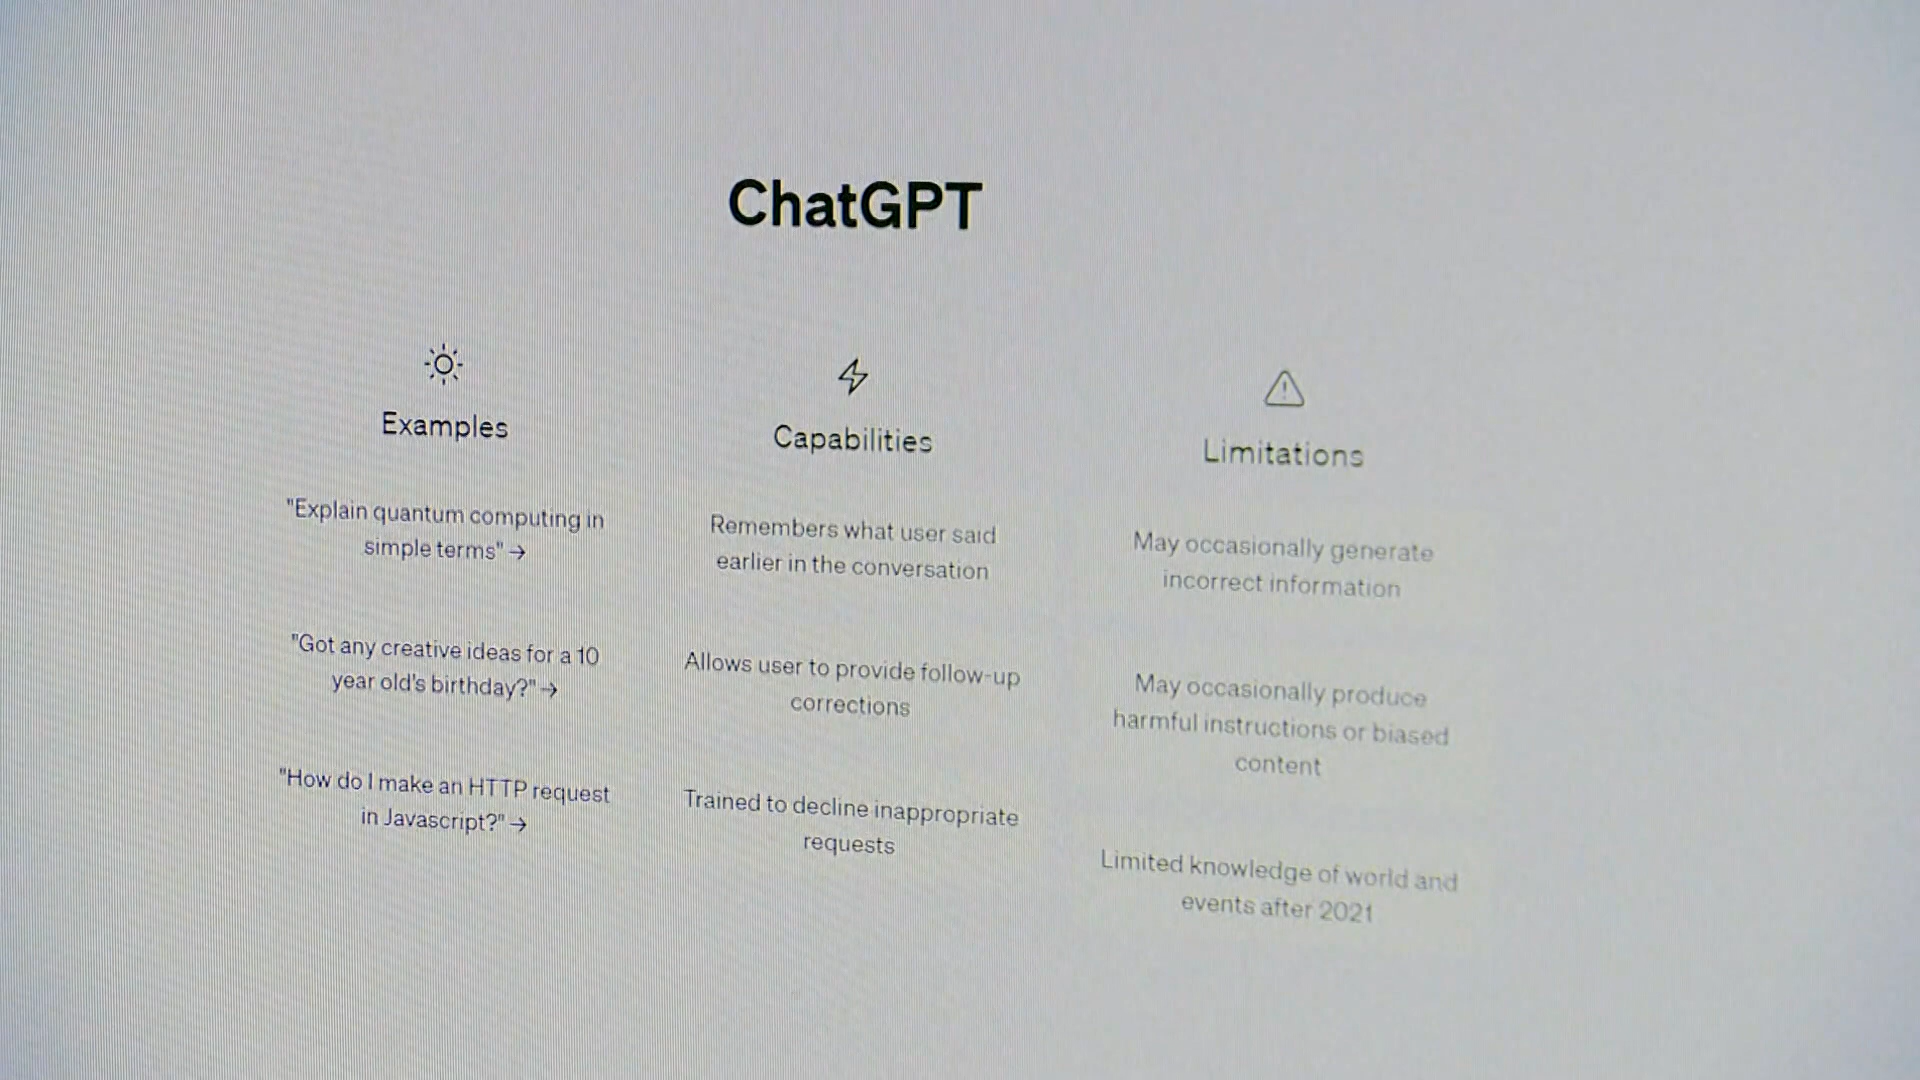 ChatGPT
Examples
"Explain quantum computing in
simple terms" →
"Got any creative ideas for a 10
year old's birthday?" →
"How do I make an HTTP request
in Javascript?" →
Capabilities
Remembers what user said
earlier in the conversation
Allows user to provide follow-up
corrections
Trained to decline inappropriate
requests
Limitations
May occasionally generate
incorrect information
May occasionally produce
harmful instructions or biased
content
Limited knowledge of world and
events after 2021